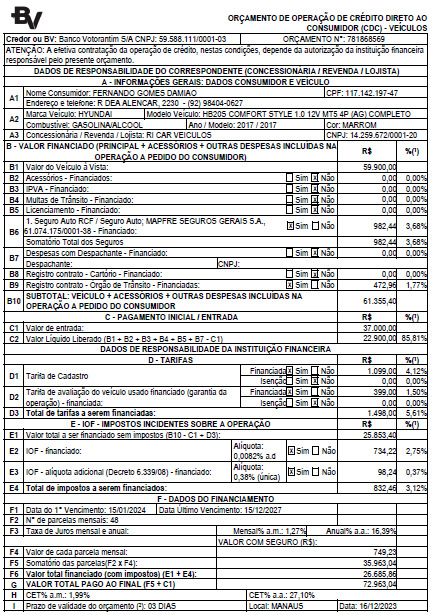 BV
ORÇAMENTO DE OPERAÇÃO DE CRÉDITO DIRETO AO
CONSUMIDOR (CDC) - VEÍCULOS
Credor ou BV: Banco Votorantim S/A CNPJ: 59.588.111/0001-03 ORÇAMENTO N°: 781868569
ATENÇÃO: A efetiva contratação da operação de crédito, nestas condições, depende da autorização da instituição financeira
responsável pelo presente orçamento.
DADOS DE RESPONSABILIDADE DO CORRESPONDENTE (CONCESSIONÁRIA / REVENDA / LOJISTA)
A - INFORMAÇÕES GERAIS: DADOS CONSUMIDOR E VEÍCULO
A1 Nome Consumidor: FERNANDO GOMES DAMIAO CPF: 117.142.197-47
Endereço e telefone: R DEA ALENCAR, 2230 - (92) 98404-0627
A2 Marca Veículo: HYUNDAI Modelo Veículo: HB20S COMFORT STYLE 1.0 12V MT5 4P (AG) COMPLETO
Combustível: GASOLINA/ALCOOL Ano / Modelo: 2017 / 2017 Cor: MARROM
A3 Concessionária / Revenda / Lojista: RI CAR VEICULOS CNPJ: 14.259.672/0001-20
B - VALOR FINANCIADO (PRINCIPAL + ACESSÓRIOS + OUTRAS DESPESAS INCLUÍDAS NA
OPERAÇÃO A PEDIDO DO CONSUMIDOR) R$ %(¹)
B1 Valor do Veículo à Vista: 59.900,00
B2 Acessórios - Financiados: Sim X Não 0,00 0,00%
B3 IPVA - Financiado: Sim X Não 0,00 0,00%
B4 Multas de Trânsito - Financiado: Sim X Não 0,00 0,00%
B5 Licenciamento - Financiado: Sim X Não 0,00 0,00%
B6 1. Seguro Auto RCF / Seguro Auto; MAPFRE SEGUROS GERAIS S.A.,
61.074.175/0001-38 - Financiado: X Sim Não 982,44 3,68%
Somatório Total dos Seguros 982,44 3,68%
B7 Despesas com Despachante - Financiado: Sim X Não 0,00 0,00%
Despachante: CNPJ:
B8 Registro contrato - Cartório - Financiado: Sim X Não 0,00 0,00%
B9 Registro contrato - Órgão de Trânsito - Financiadas: X Sim Não 472,96 1,77%
B10 SUBTOTAL: VEÍCULO + ACESSÓRIOS + OUTRAS DESPESAS INCLUÍDAS NA
OPERAÇÃO A PEDIDO DO CONSUMIDOR 61.355,40
C - PAGAMENTO INICIAL / ENTRADA R$ %(¹)
C1 Valor de entrada: 37.000,00
C2 Valor Líquido Liberado (B1 + B2 + B3 + B4 + B5 + B7 - C1) 22.900,00 85,81%
DADOS DE RESPONSABILIDADE DA INSTITUIÇÃO FINANCEIRA
D - TARIFAS R$ %(¹)
D1 Tarifa de Cadastro Financiada X Sim Não 1.099,00 4,12%
Isenção Sim X Não 0,00 0,00%
D2 Tarifa de avaliação do veículo usado financiado (garantia da
operação) - financiada: Financiada X Sim Não 399,00 1,50%
Isenção Sim X Não 0,00 0,00%
D3 Total de tarifas a serem financiadas: 1.498,00 5,61%
E - IOF - IMPOSTOS INCIDENTES SOBRE A OPERAÇÃO R$ %(¹)
E1 Valor total a ser financiado sem impostos (B10 - C1 + D3): 25.853,40
E2 IOF - financiado: Alíquota:
0,0082% a.d X Sim Não 734,22 2,75%
E3 IOF - alíquota adicional (Decreto 6.339/08) - financiado: Alíquota:
0,38% (única) X Sim Não 98,24 0,37%
E4 Total de impostos a serem financiados: 832,46 3,12%
F - DADOS DO FINANCIAMENTO
F1 Data do 1° Vencimento: 15/01/2024 Data Último Vencimento: 15/12/2027
F2 N° de parcelas mensais: 48
F3 Taxa de Juros mensal e anual: Mensal% a.m.: 1,27% Anual% a.a.: 16,39%
VALOR COM SEGURO (R$):
F4 Valor de cada parcela mensal: 749,23
F5 Somatório das parcelas(F2 x F4): 35.963,04
F6 Valor total financiado (com impostos) (E1 + E4): 26.685,86
G VALOR TOTAL PAGO AO FINAL (F5 + C1) 72.963,04
H CET% a.m.: 1,99% CET% a.a.: 27,10%
I Prazo de validade do orçamento (²): 03 DIAS Local: MANAUS Data: 16/12/2023